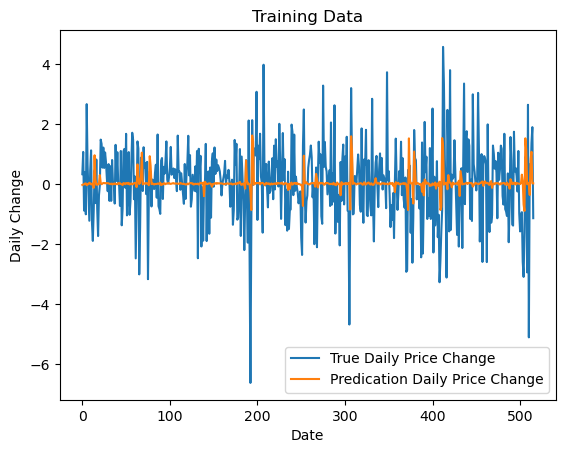 Training Data
Daily Change
4
2
0
−2
−4
−6
0
100
200
300
400
500
Date
True Daily Price Change
Predication Daily Price Change